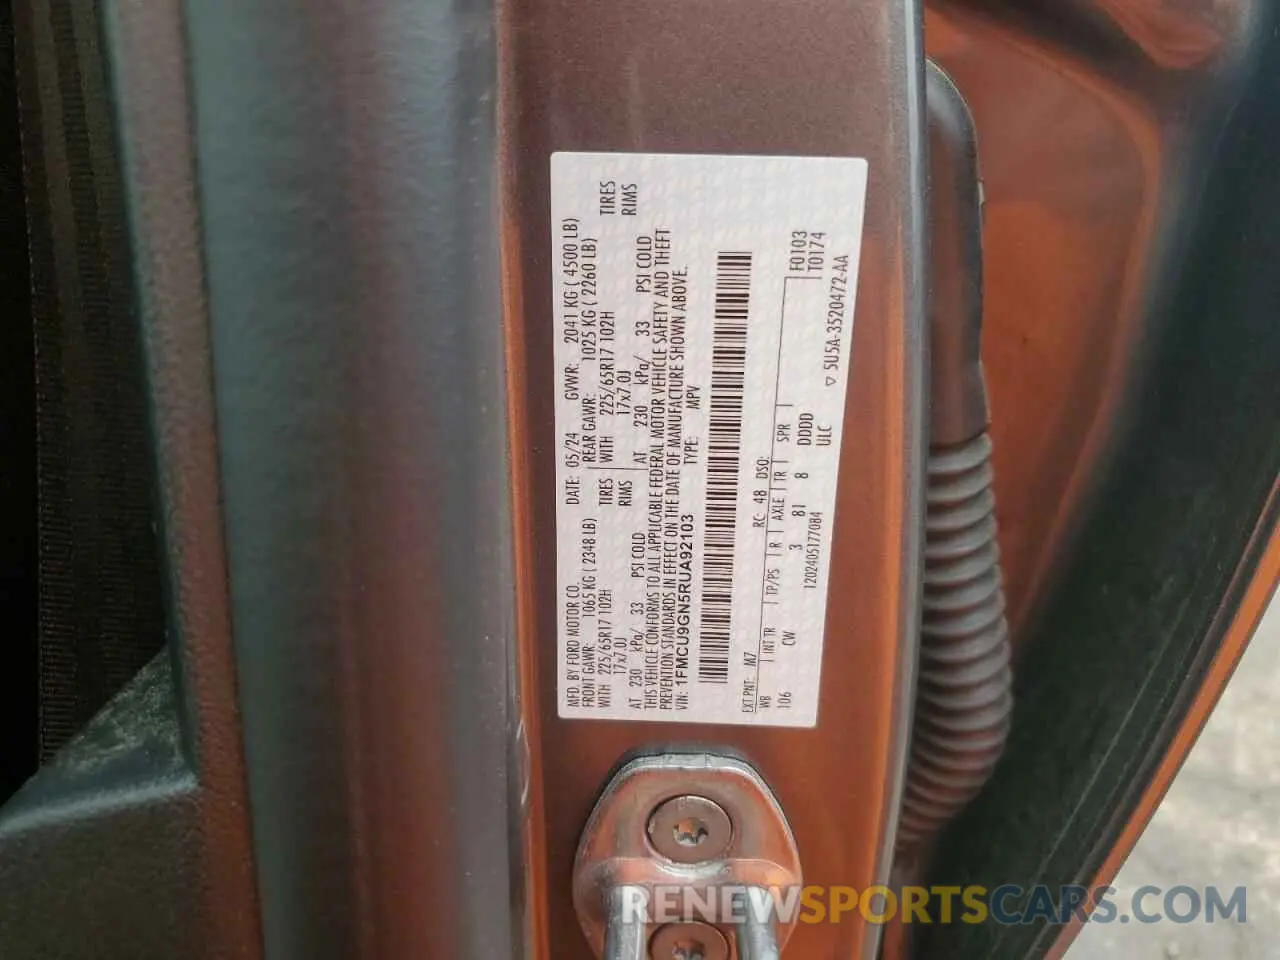 MFD. BY FORD MOTOR CO. DATE: 05/24 GVWR: 2041 KG ( 4500 LB)
FRONT GAWR: 1065 KG ( 2348 LB) REAR GAWR: 1025 KG ( 2260 LB)
WITH 225/65R17 102H TIRES WITH 225/65R17 102H TIRES
17x7.0J RIMS 17x7.0J RIMS
AT 230 kPa/ 33 PSI COLD AT 230 kPa/ 33 PSI COLD
THIS VEHICLE CONFORMS TO ALL APPLICABLE FEDERAL MOTOR VEHICLE SAFETY AND THEFT
PREVENTION STANDARDS IN EFFECT ON THE DATE OF MANUFACTURE SHOWN ABOVE.
VIN: 1FMCU9GN5RUA92103 TYPE: MPV
EXT PNT: M7 RC: 48 DSO: F0103
WB INT TR TP/PS R AXLE TR SPR T0174
106 CW 3 81 8 DDDD
1202405177084 ULC ▽ 5U5A-3520472-AA
RENEWSPORTSCARS.COM